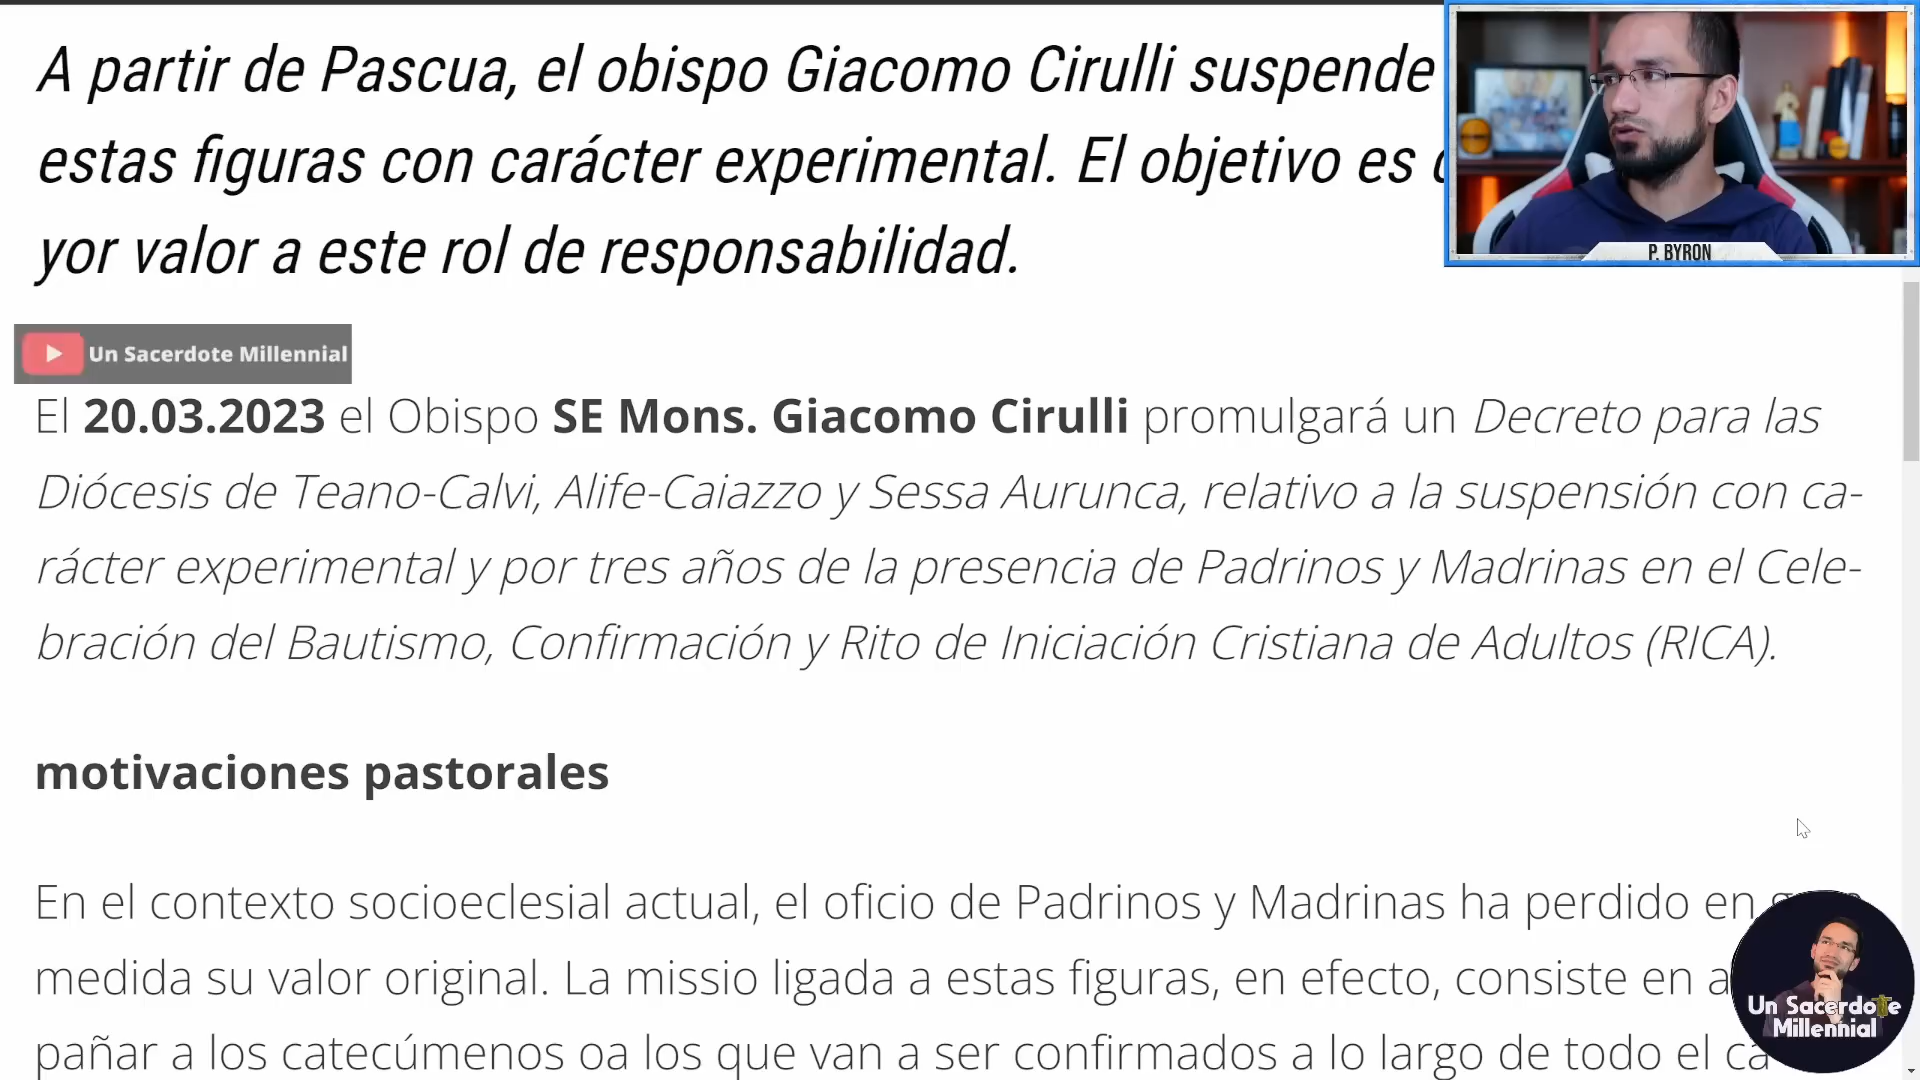 A partir de Pascua, el obispo Giacomo Cirulli suspende
estas figuras con carácter experimental. El objetivo es
yor valor a este rol de responsabilidad.
P. BYRON
Un Sacerdote Millennial
El 20.03.2023 el Obispo SE Mons. Giacomo Cirulli promulgará un Decreto para las
Diócesis de Teano-Calvi, Alife-Caiazzo y Sessa Aurunca, relativo a la suspensión con ca-
rácter experimental y por tres años de la presencia de Padrinos y Madrinas en el Cele-
bración del Bautismo, Confirmación y Rito de Iniciación Cristiana de Adultos (RICA).
motivaciones pastorales
En el contexto socioeclesial actual, el oficio de Padrinos y Madrinas ha perdido en
medida su valor original. La missio ligada a estas figuras, en efecto, consiste en a
pañar a los catecúmenos oa los que van a ser confirmados a lo largo de todo el ca
Un Sacerdote
Millennial